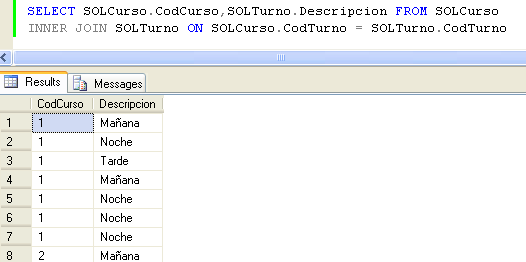 SELECT SOLCurso.CodCurso,SOLTurno.Descripcion FROM SOLCurso
INNER JOIN SOLTurno ON SOLCurso.CodTurno = SOLTurno.CodTurno
Results Messages
CodCurso Descripcion
1 1 Mañana
2 1 Noche
3 1 Tarde
4 1 Mañana
5 1 Noche
6 1 Noche
7 1 Noche
8 2 Mañana